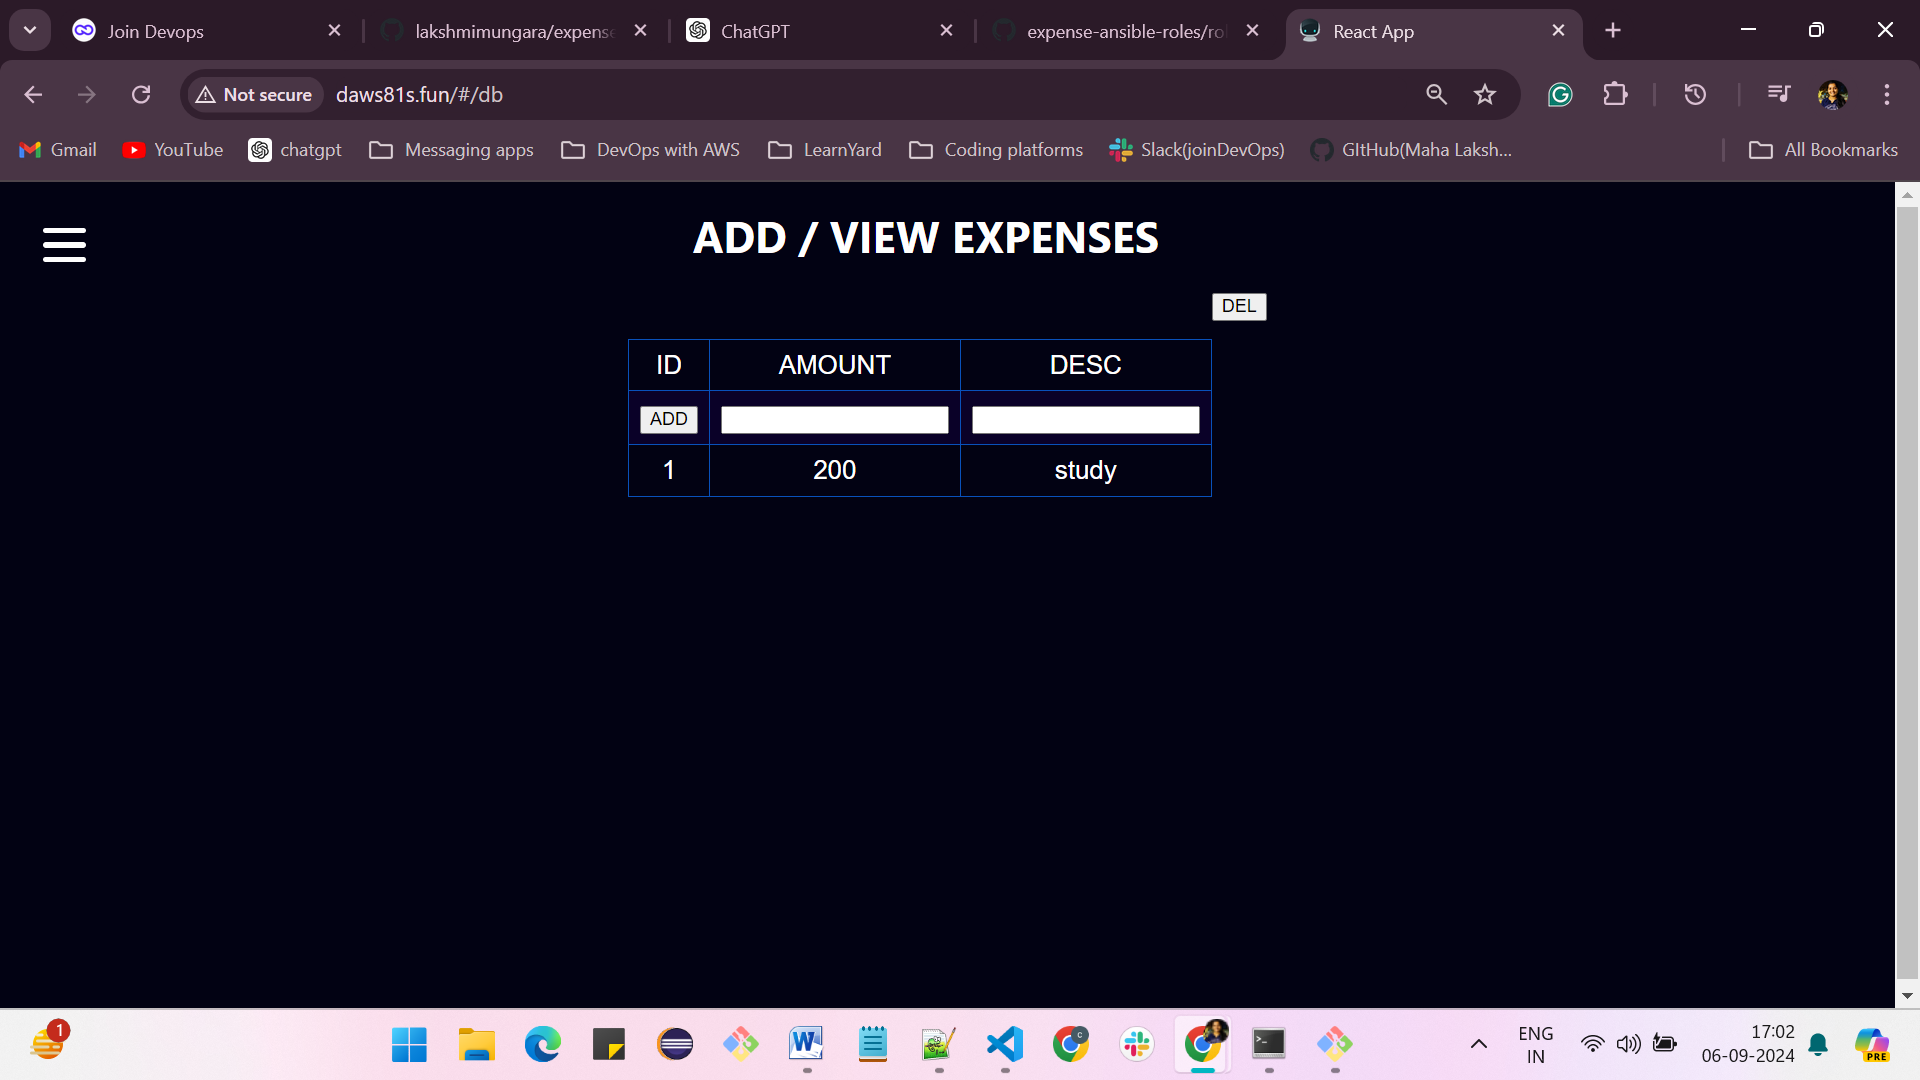 Join Devops
lakshmimungara/expense
ChatGPT
expense-ansible-roles/rol
React App
Not secure
daws81s.fun/#/db
Gmail
YouTube
chatgpt
Messaging apps
DevOps with AWS
LearnYard
Coding platforms
Slack(joinDevOps)
GItHub(Maha Laksh...
All Bookmarks
ADD / VIEW EXPENSES
DEL
ID AMOUNT DESC
ADD
1 200 study
1
ENG
IN
17:02
06-09-2024
PRE